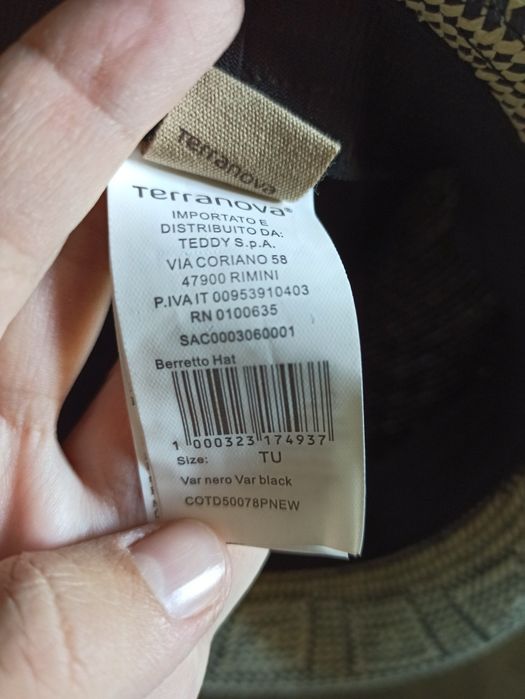 Terranova
Terranova®
IMPORTATO E
DISTRIBUITO DA:
TEDDY S.p.A.
VIA CORIANO 58
47900 RIMINI
P.IVA IT 00953910403
RN 0100635
SAC0003060001
Berretto Hat
1 000323 174937
Size: TU
Var nero Var black
COTD50078PNEW